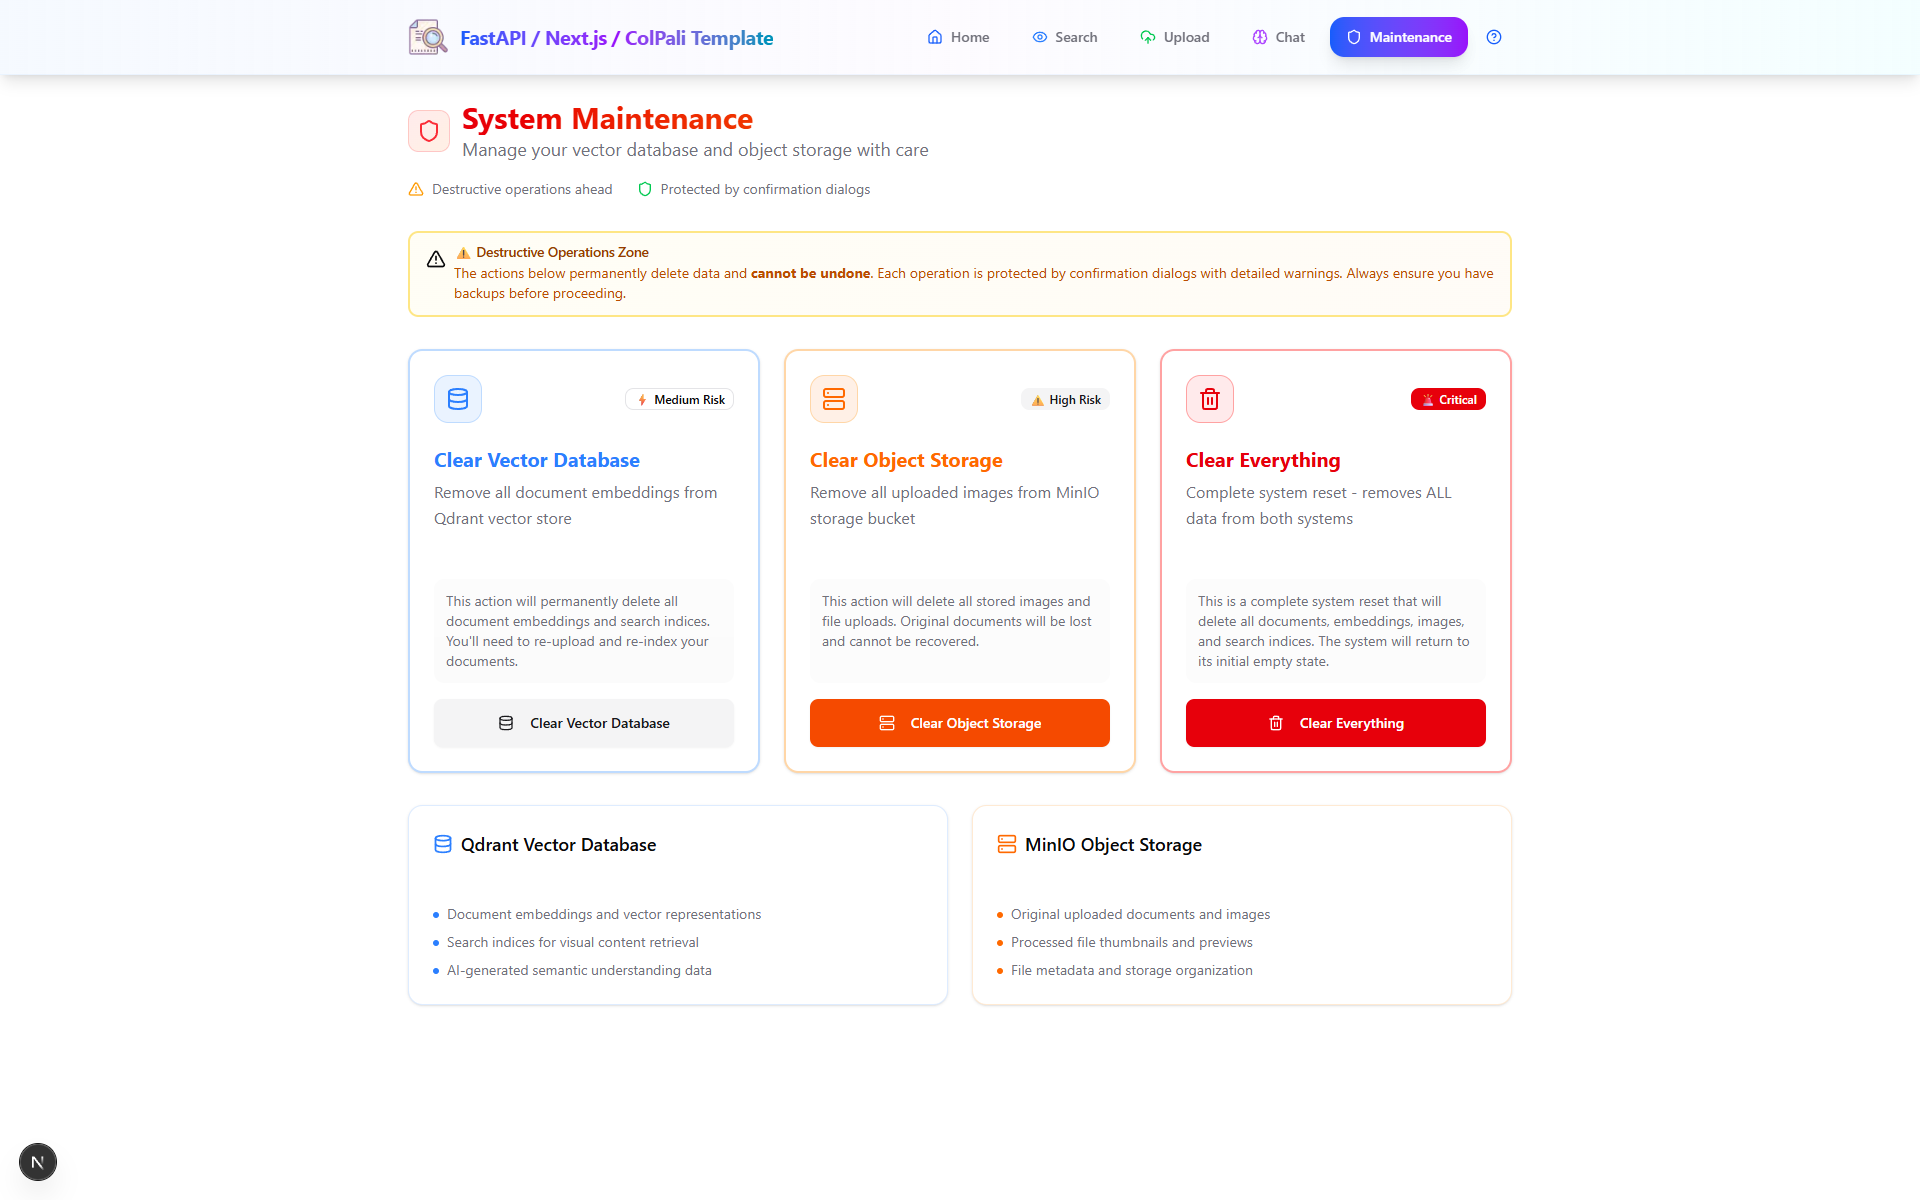 FastAPI / Next.js / ColPali Template
Home
Search
Upload
Chat
Maintenance
System Maintenance
Manage your vector database and object storage with care
Destructive operations ahead
Protected by confirmation dialogs
Destructive Operations Zone
The actions below permanently delete data and cannot be undone. Each operation is protected by confirmation dialogs with detailed warnings. Always ensure you have
backups before proceeding.
Medium Risk
Clear Vector Database
Remove all document embeddings from
Qdrant vector store
This action will permanently delete all
document embeddings and search indices.
You'll need to re-upload and re-index your
documents.
Clear Vector Database
High Risk
Clear Object Storage
Remove all uploaded images from MinIO
storage bucket
This action will delete all stored images and
file uploads. Original documents will be lost
and cannot be recovered.
Clear Object Storage
Critical
Clear Everything
Complete system reset - removes ALL
data from both systems
This is a complete system reset that will
delete all documents, embeddings, images,
and search indices. The system will return to
its initial empty state.
Clear Everything
Qdrant Vector Database
Document embeddings and vector representations
Search indices for visual content retrieval
AI-generated semantic understanding data
MinIO Object Storage
Original uploaded documents and images
Processed file thumbnails and previews
File metadata and storage organization
N